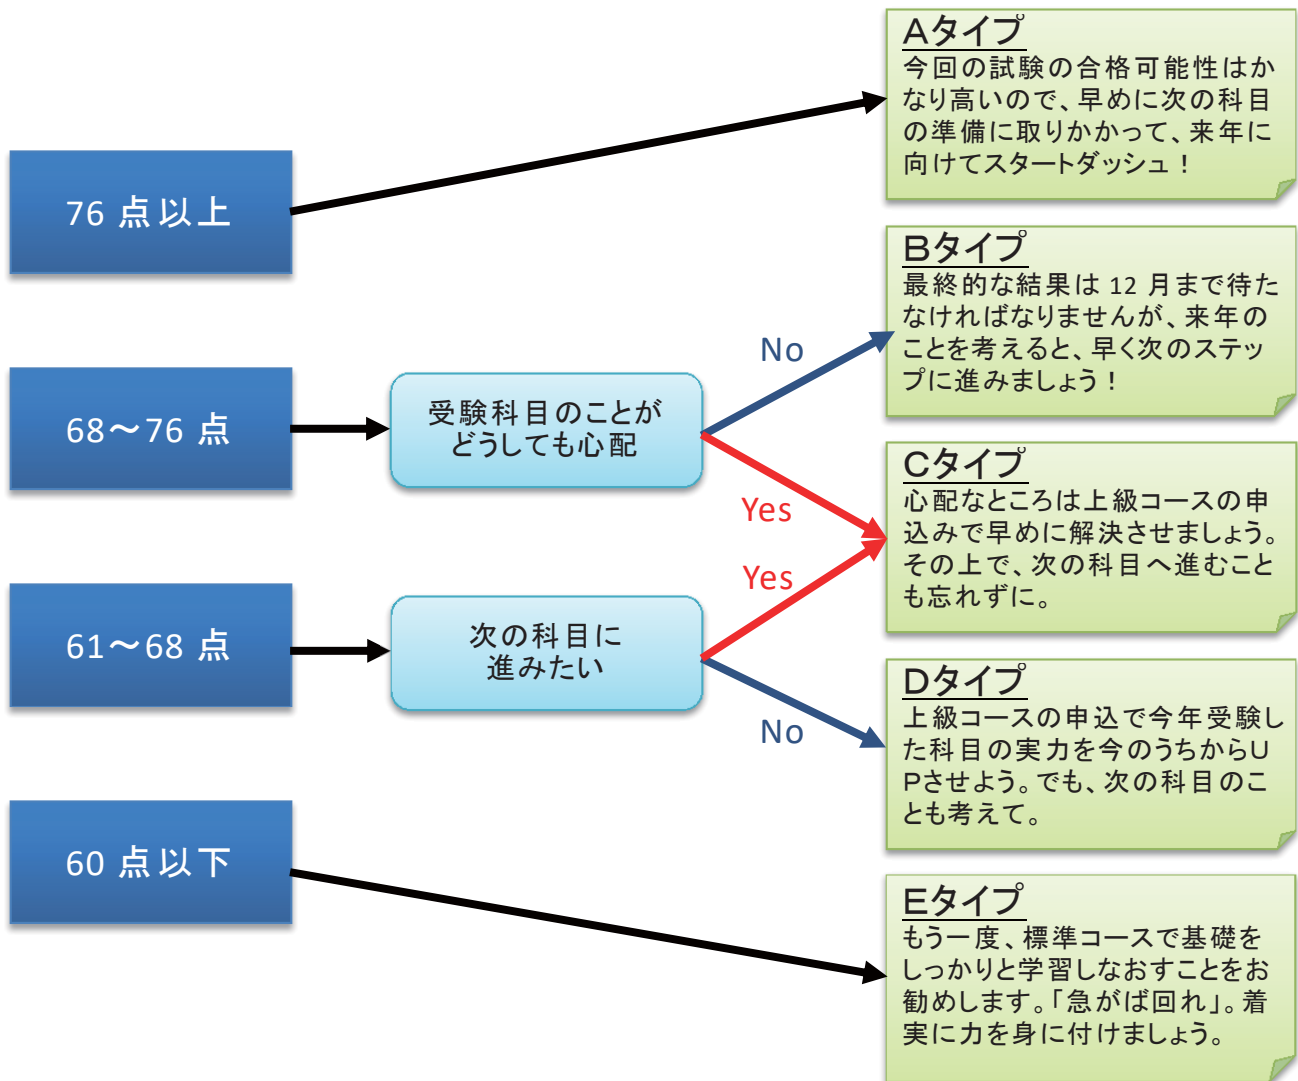 Aタイプ
今回の試験の合格可能性はか
なり高いので、早めに次の科目
の準備に取りかかって、来年に
向けてスタートダッシュ！
76 点以上
Bタイプ
最終的な結果は 12 月まで待た
なければなりませんが、来年の
ことを考えると、早く次のステッ
プに進みましょう！
No
68～76 点
受験科目のことが
どうしても心配
Yes
Cタイプ
心配なところは上級コースの申
込みで早めに解決させましょう。
その上で、次の科目へ進むこと
も忘れずに。
Yes
61～68 点
次の科目に
進みたい
No
Dタイプ
上級コースの申込で今年受験し
た科目の実力を今のうちからU
Pさせよう。でも、次の科目のこ
とも考えて。
60 点以下
Eタイプ
もう一度、標準コースで基礎を
しっかりと学習しなおすことをお
勧めします。「急がば回れ」。着
実に力を身に付けましょう。